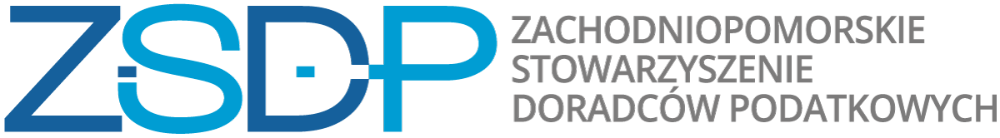 ZSDP
ZACHODNIOPOMORSKIE
STOWARZYSZENIE
DORADCÓW PODATKOWYCH